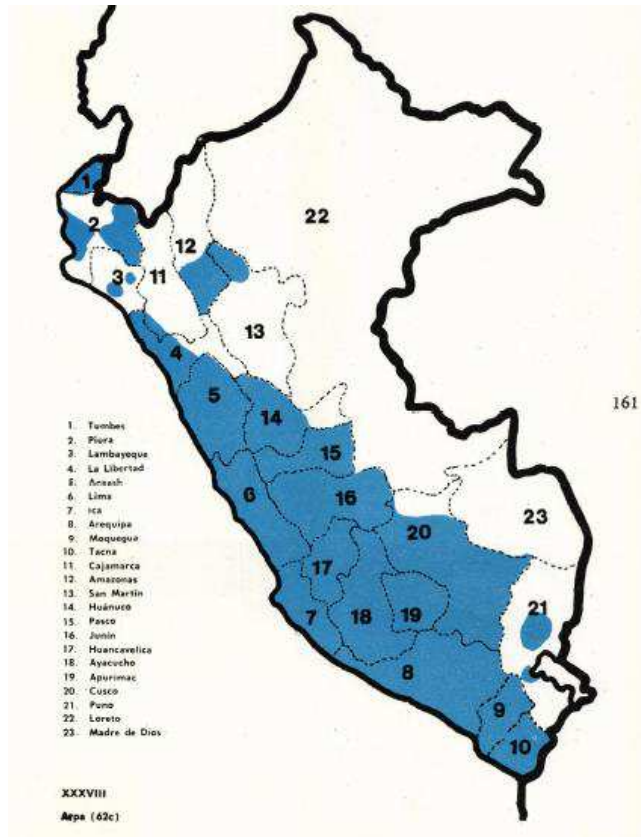 1
2
22
12
3
11
13
4
5
14
161
15
6
16
20
23
17
7
18
19
21
8
9
10
1. Tumbes
2. Piura
3. Lambayeque
4. La Libertad
5. Ancash
6. Lima
7. Ica
8. Arequipa
9. Moquegua
10. Tacna
11. Cajamarca
12. Amazonas
13. San Martín
14. Huánuco
15. Pasco
16. Junín
17. Huancavelica
18. Ayacucho
19. Apurimac
20. Cusco
21. Puno
22. Loreto
23. Madre de Dios
XXXVIII
Arpa (62c)